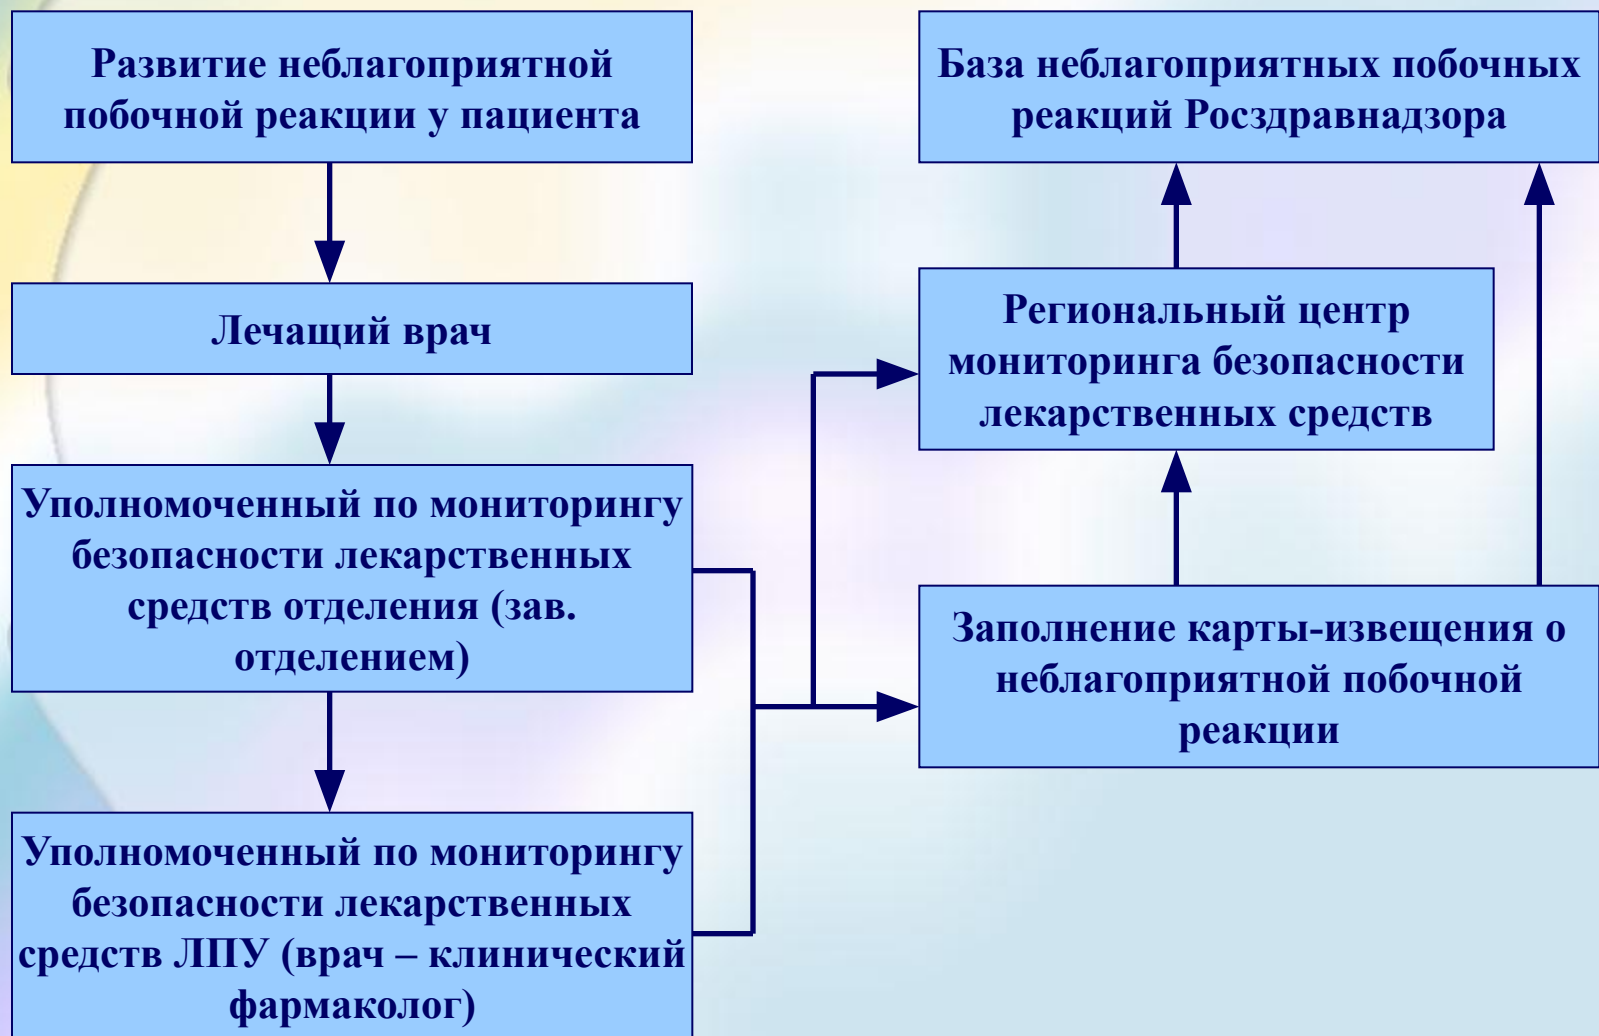 Развитие неблагоприятной
побочной реакции у пациента
Лечащий врач
Уполномоченный по мониторингу
безопасности лекарственных
средств отделения (зав.
отделением)
Уполномоченный по мониторингу
безопасности лекарственных
средств ЛПУ (врач – клинический
фармаколог)
База неблагоприятных побочных
реакций Росздравнадзора
Региональный центр
мониторинга безопасности
лекарственных средств
Заполнение карты-извещения о
неблагоприятной побочной
реакции